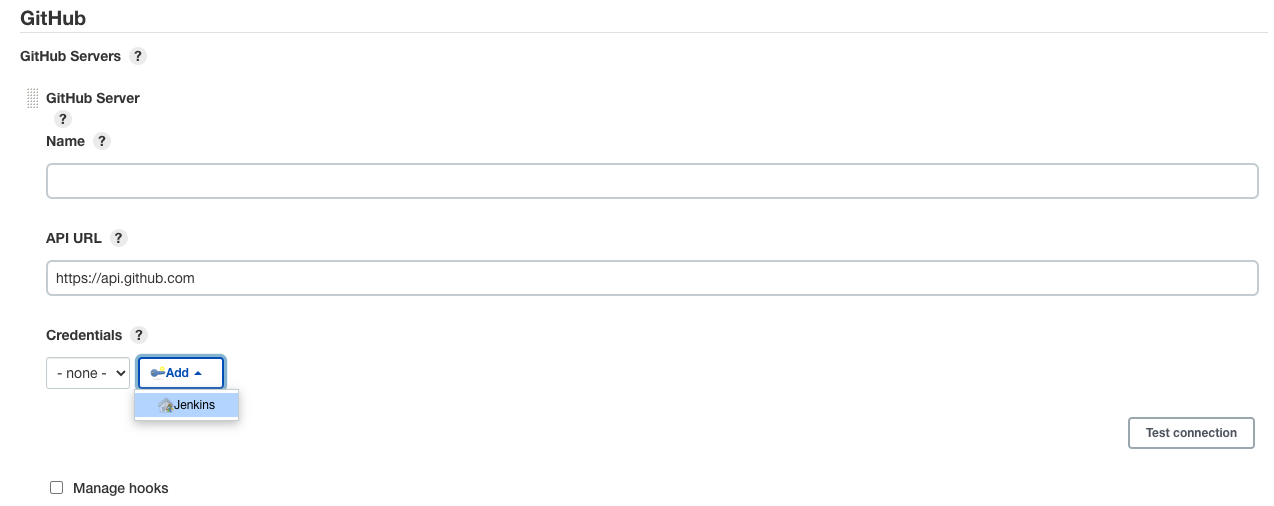 GitHub
GitHub Servers ?
GitHub Server
?
Name ?
API URL ?
https://api.github.com
Credentials ?
- none - Add
Jenkins
Test connection
Manage hooks